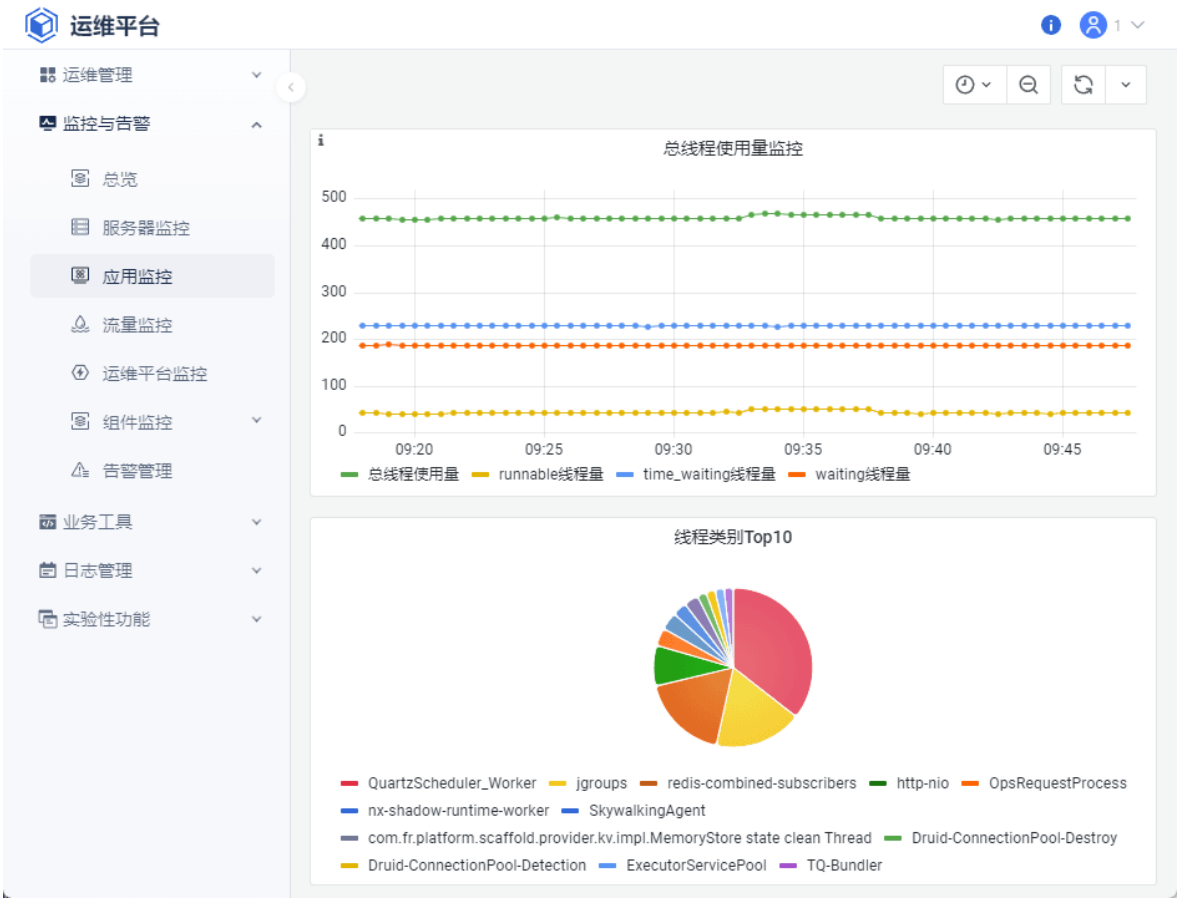 运维平台
1
运维管理
监控与告警
总览
服务器监控
应用监控
流量监控
运维平台监控
组件监控
告警管理
业务工具
日志管理
实验性功能
总线程使用量监控
500
400
300
200
100
0
09:20 09:25 09:30 09:35 09:40 09:45
总线程使用量 runnable线程量 time_waiting线程量 waiting线程量
线程类别Top10
QuartzScheduler_Worker jgroups redis-combined-subscribers http-nio OpsRequestProcess
nx-shadow-runtime-worker SkywalkingAgent
com.fr.platform.scaffold.provider.kv.impl.MemoryStore state clean Thread Druid-ConnectionPool-Destroy
Druid-ConnectionPool-Detection ExecutorServicePool TQ-Bundler